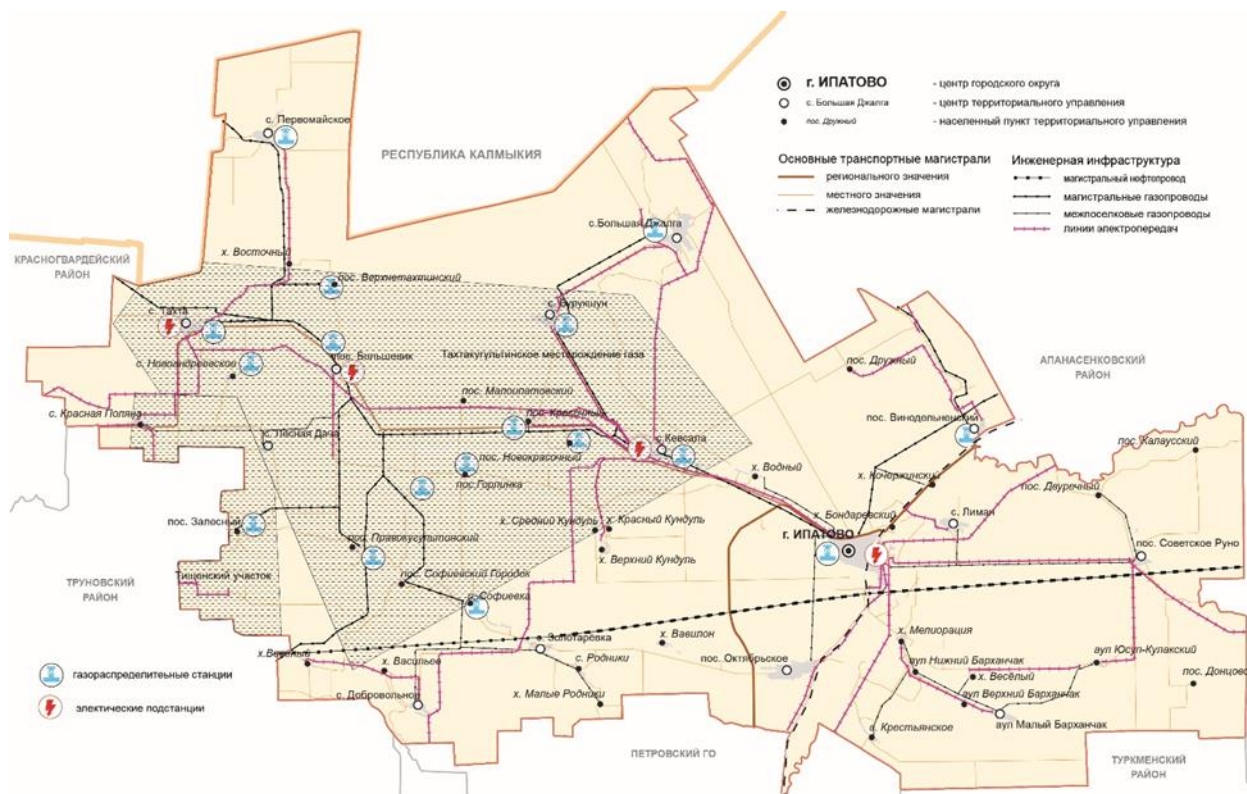 г. ИПАТОВО
- центр городского округа
с. Большая Джалга
- центр территориального управления
пос. Дружный
- населенный пункт территориального управления
Основные транспортные магистрали
регионального значения
местного значения
железнодорожные магистрали
Инженерная инфраструктура
магистральный нефтепровод
магистральные газопроводы
межпоселковые газопроводы
линии электропередач
с. Первомайское
РЕСПУБЛИКА КАЛМЫКИЯ
с.Большая Джалга
х. Восточный
КРАСНОГВАРДЕЙСКИЙ
РАЙОН
пос. Верхнетахтинский
с. Тахта
с. Бурукшун
Тахтакугультинское месторождение газа
пос. Большевик
с. Новоандреевское
пос. Дружный
АПАНАСЕНКОВСКИЙ
РАЙОН
пос. Малоипатовский
с. Красная Поляна
пос. Красочный
пос. Винодельненский
с. Лесная Дача
с.Кевсала
пос. Калаусский
пос. Новокрасочный
х. Водный
х. Кочержинский
пос.Горлинка
пос. Двуречный
пос. Залесный
х. Средний Кундуль
х. Красный Кундуль
х. Бондаревский
с. Лиман
пос. Правокугультинский
г. ИПАТОВО
х. Верхний Кундуль
пос. Советское Руно
ТРУНОВСКИЙ
РАЙОН
Тищенский участок
пос. Софиевский Городок
с. Софиевка
х. Мелиорация
Золотаревка
х. Вавилон
х. Васильев
с. Родники
пос. Октябрьское
аул Нижний Барханчак
х. Весёлый
аул Юсуп-Кулакский
пос. Донцово
газораспределительные станции
с. Добровольное
х. Малые Родники
аул Верхний Барханчак
аул Малый Барханчак
электические подстанции
с. Крестьянское
ПЕТРОВСКИЙ ГО
ТУРКМЕНСКИЙ
РАЙОН